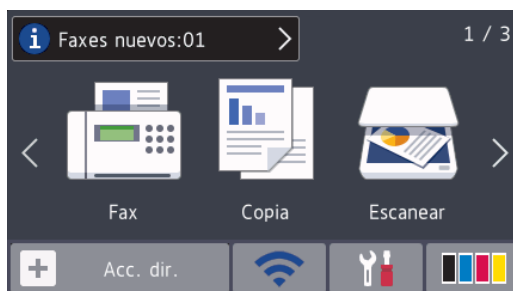 i Faxes nuevos:01
1 / 3
Fax
Copia
Escanear
Acc. dir.